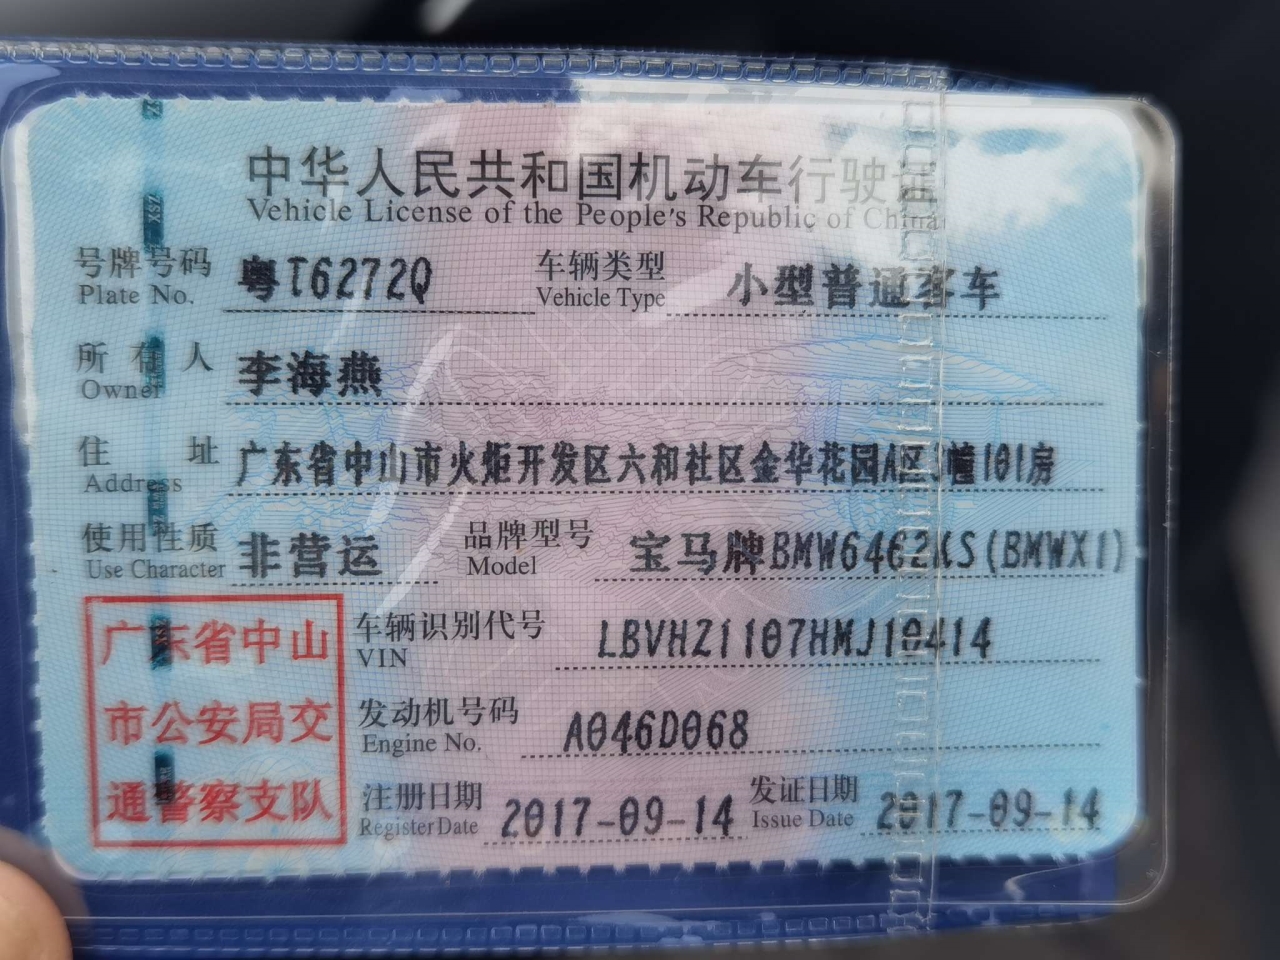 中华人民共和国机动车行驶证
Vehicle License of the People's Republic of China
号牌号码 粤T6272Q 车辆类型 小型普通客车
Plate No. Vehicle Type
所有人 李海燕
Owner
住址 广东省中山市火炬开发区六和社区金华花园A区3幢101房
Address
使用性质 非营运 品牌型号 宝马牌BMW6462KS(BMWX1)
Use Character Model
广东省中山
市公安局交
通警察支队
车辆识别代号 LBVHZ1107HMJ10414
VIN
发动机号码 A046D068
Engine No.
注册日期 2017-09-14 发证日期 2017-09-14
Register Date Issue Date